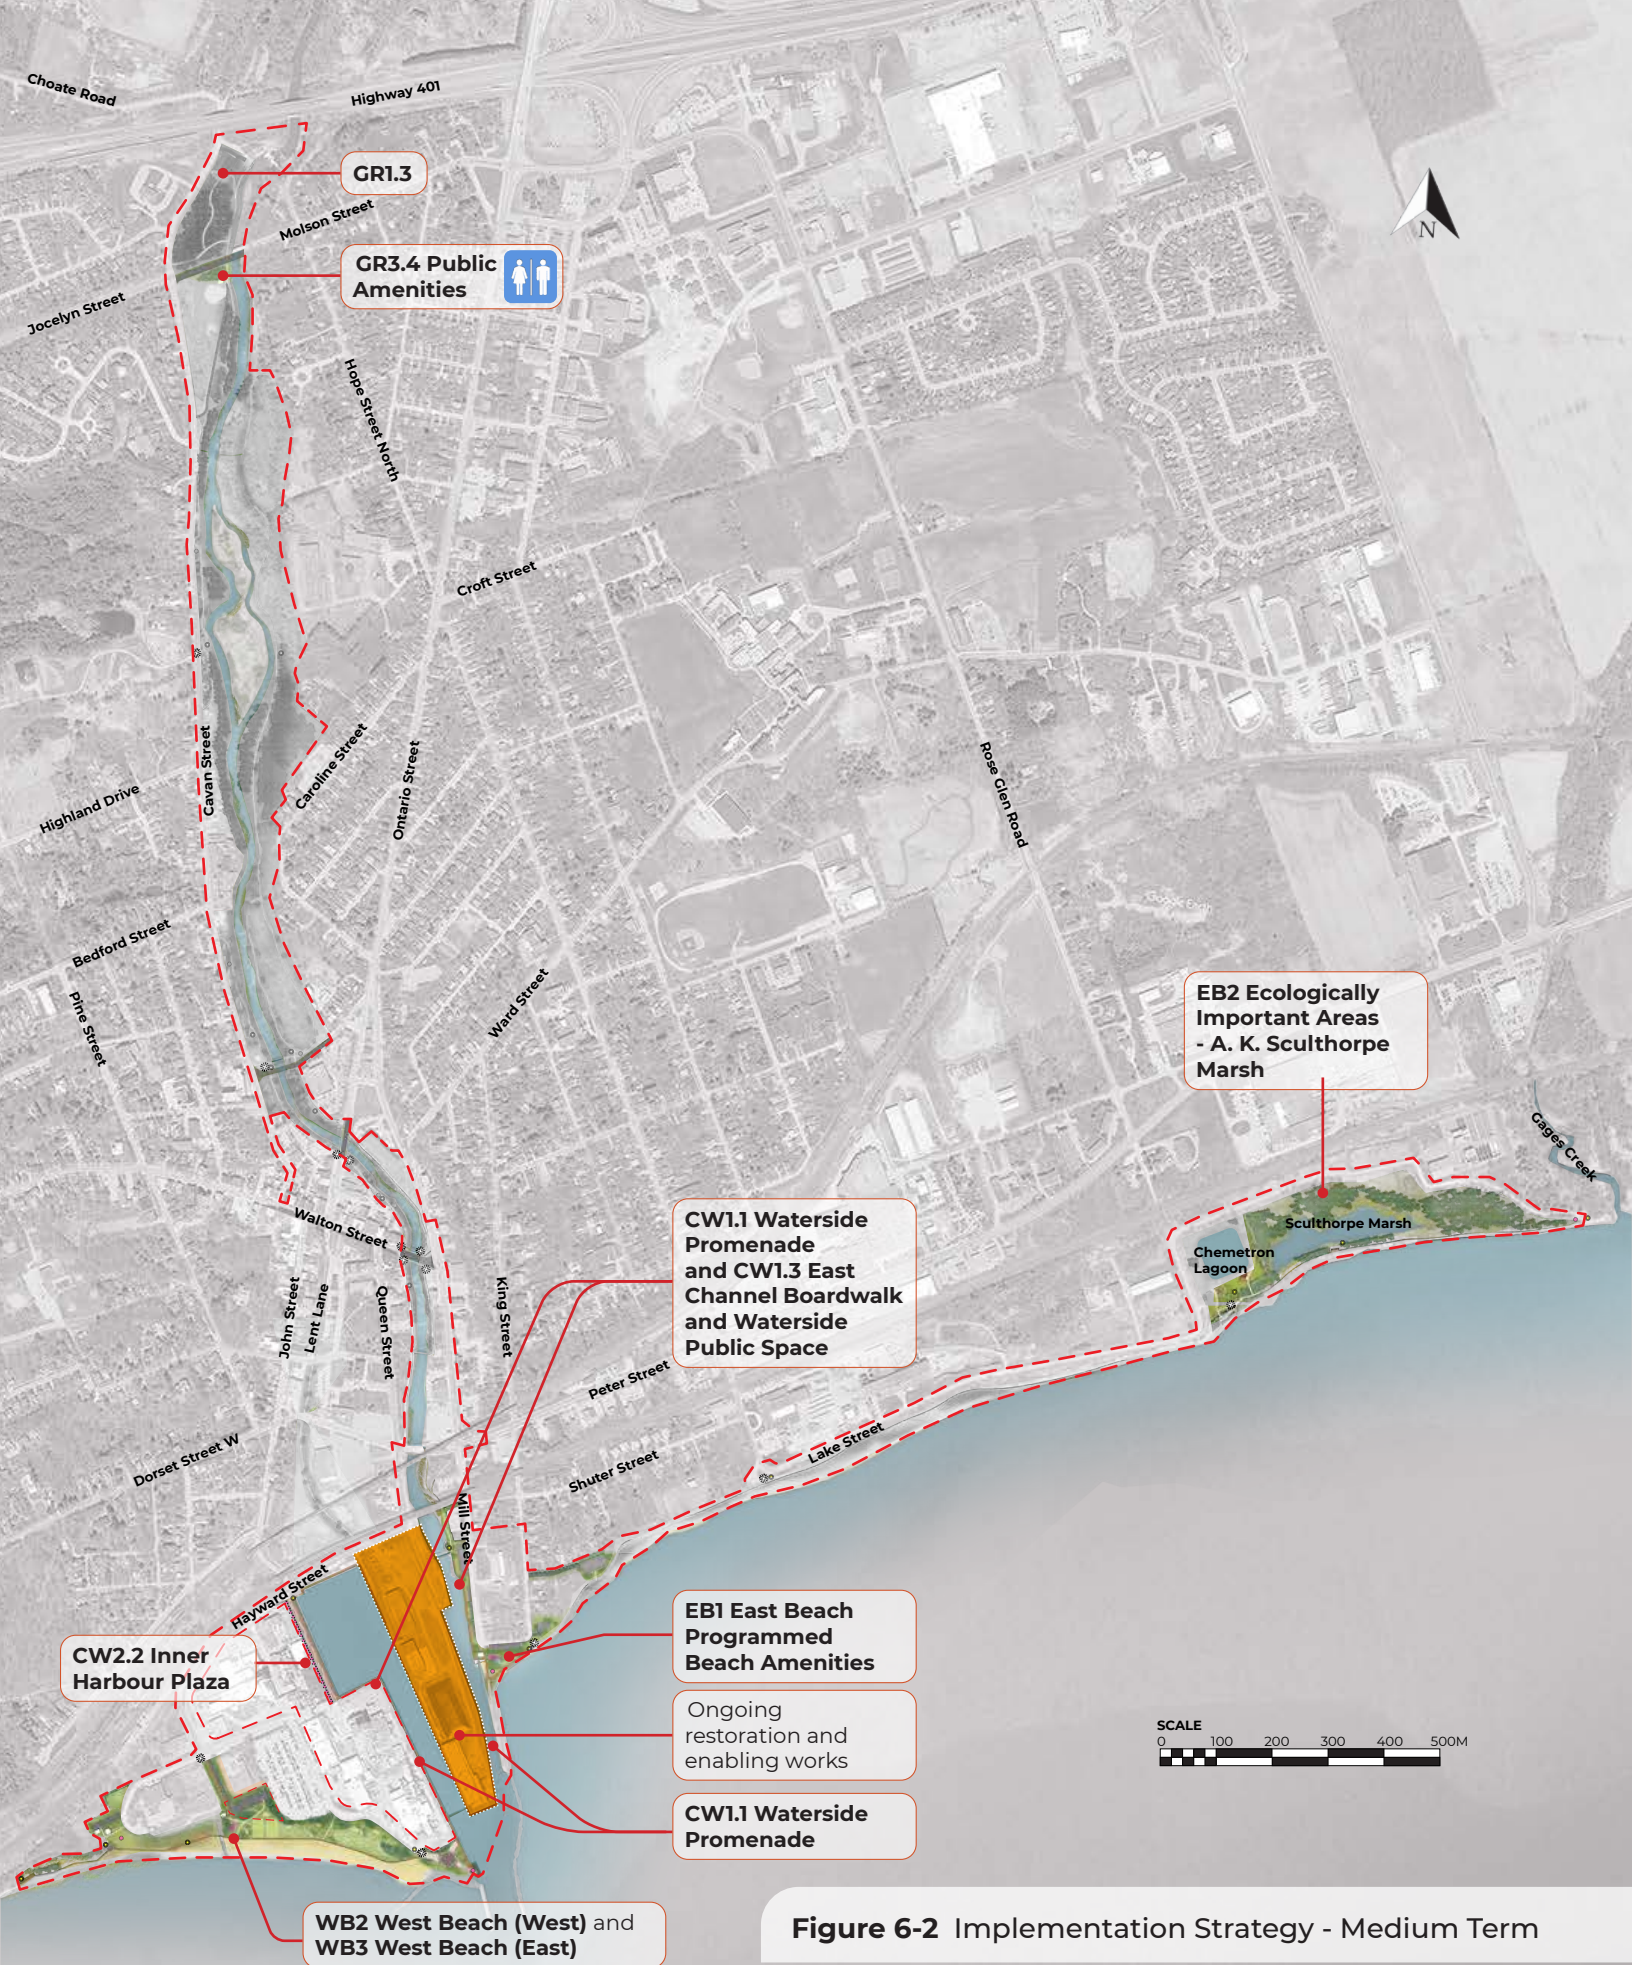 Choate Road
Highway 401
GR1.3
Molson Street
GR3.4 Public
Amenities
Jocelyn Street
N
Hope Street North
Croft Street
Cavan Street
Caroline Street
Ontario Street
Highland Drive
Rose Glen Road
Google Earth
Bedford Street
Pine Street
Ward Street
EB2 Ecologically
Important Areas
- A. K. Sculthorpe
Marsh
Gages Creek
Sculthorpe Marsh
Chemetron
Lagoon
Walton Street
CW1.1 Waterside
Promenade
and CW1.3 East
Channel Boardwalk
and Waterside
Public Space
John Street
Lent Lane
Queen Street
King Street
Peter Street
Lake Street
Dorset Street W
Shuter Street
Mill Street
Hayward Street
CW2.2 Inner
Harbour Plaza
EB1 East Beach
Programmed
Beach Amenities
Ongoing
restoration and
enabling works
CW1.1 Waterside
Promenade
SCALE
0 100 200 300 400 500M
WB2 West Beach (West) and
WB3 West Beach (East)
Figure 6-2 Implementation Strategy - Medium Term